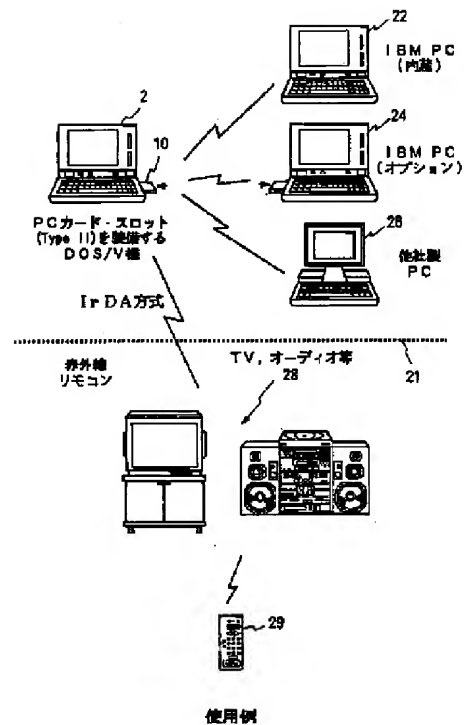 22
IBM PC
(内蔵)
2
10
24
IBM PC
(オプション)
PCカード・スロット
(Type II)を装備する
DOS/V機
26
他社製
PC
IrDA方式
赤外線
リモコン
TV, オーディオ等
28
21
29
使用例